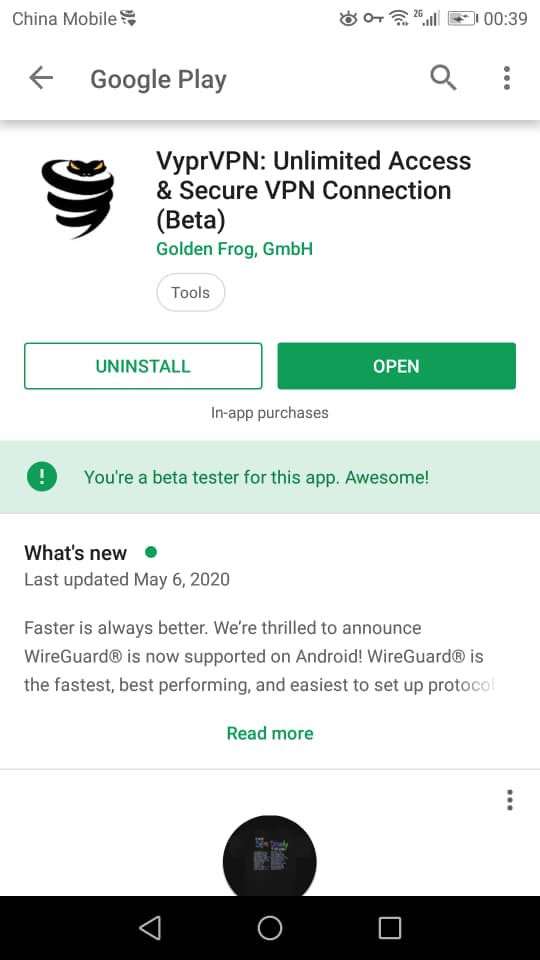 China Mobile
2G
00:39
Google Play
VyprVPN: Unlimited Access
& Secure VPN Connection
(Beta)
Golden Frog, GmbH
Tools
UNINSTALL
OPEN
In-app purchases
You're a beta tester for this app. Awesome!
What's new
Last updated May 6, 2020
Faster is always better. We’re thrilled to announce
WireGuard® is now supported on Android! WireGuard® is
the fastest, best performing, and easiest to set up protocol
Read more